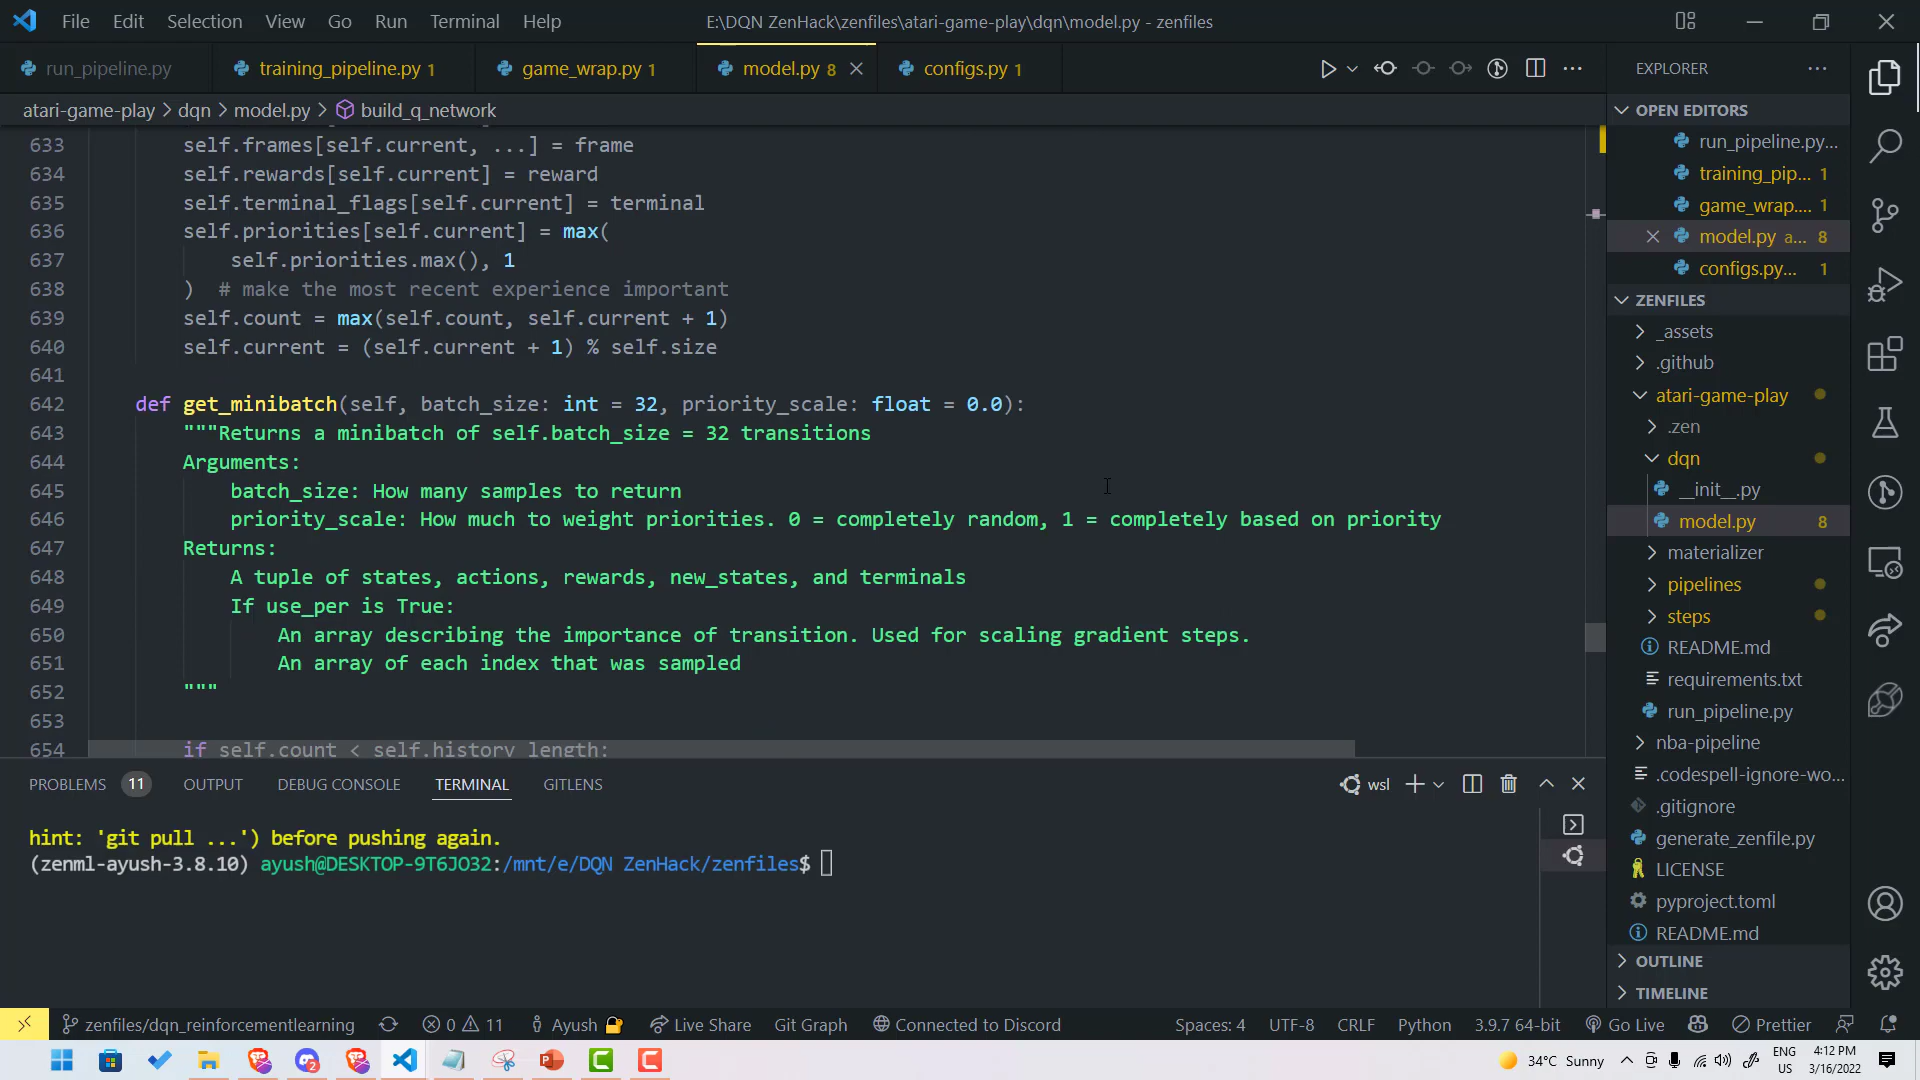 File Edit Selection View Go Run Terminal Help E:\DQN ZenHack\zenfiles\atari-game-play\dqn\model.py - zenfiles
run_pipeline.py training_pipeline.py 1 game_wrap.py 1 model.py 8 configs.py 1
atari-game-play > dqn > model.py > build_q_network
633 self.frames[self.current, ...] = frame
634 self.rewards[self.current] = reward
635 self.terminal_flags[self.current] = terminal
636 self.priorities[self.current] = max(
637 self.priorities.max(), 1
638 ) # make the most recent experience important
639 self.count = max(self.count, self.current + 1)
640 self.current = (self.current + 1) % self.size
641
642 def get_minibatch(self, batch_size: int = 32, priority_scale: float = 0.0):
643 """Returns a minibatch of self.batch_size = 32 transitions
644 Arguments:
645 batch_size: How many samples to return
646 priority_scale: How much to weight priorities. 0 = completely random, 1 = completely based on priority
647 Returns:
648 A tuple of states, actions, rewards, new_states, and terminals
649 If use_per is True:
650 An array describing the importance of transition. Used for scaling gradient steps.
651 An array of each index that was sampled
652 """
653
654 if self.count < self.history_length:
PROBLEMS 11 OUTPUT DEBUG CONSOLE TERMINAL GITLENS wsl
hint: 'git pull ...') before pushing again.
(zenml-ayush-3.8.10) ayush@DESKTOP-9T6JO32:/mnt/e/DQN ZenHack/zenfiles$
EXPLORER
OPEN EDITORS
run_pipeline.py...
training_pip... 1
game_wrap.... 1
model.py a... 8
configs.py... 1
ZENFILES
_assets
.github
atari-game-play
.zen
dqn
__init__.py
model.py 8
materializer
pipelines
steps
README.md
requirements.txt
run_pipeline.py
nba-pipeline
.codespell-ignore-wo...
.gitignore
generate_zenfile.py
LICENSE
pyproject.toml
README.md
OUTLINE
TIMELINE
zenfiles/dqn_reinforcementlearning 0 11 Ayush Live Share Git Graph Connected to Discord Spaces: 4 UTF-8 CRLF Python 3.9.7 64-bit Go Live Prettier
2 34°C Sunny ENG US 4:12 PM 3/16/2022